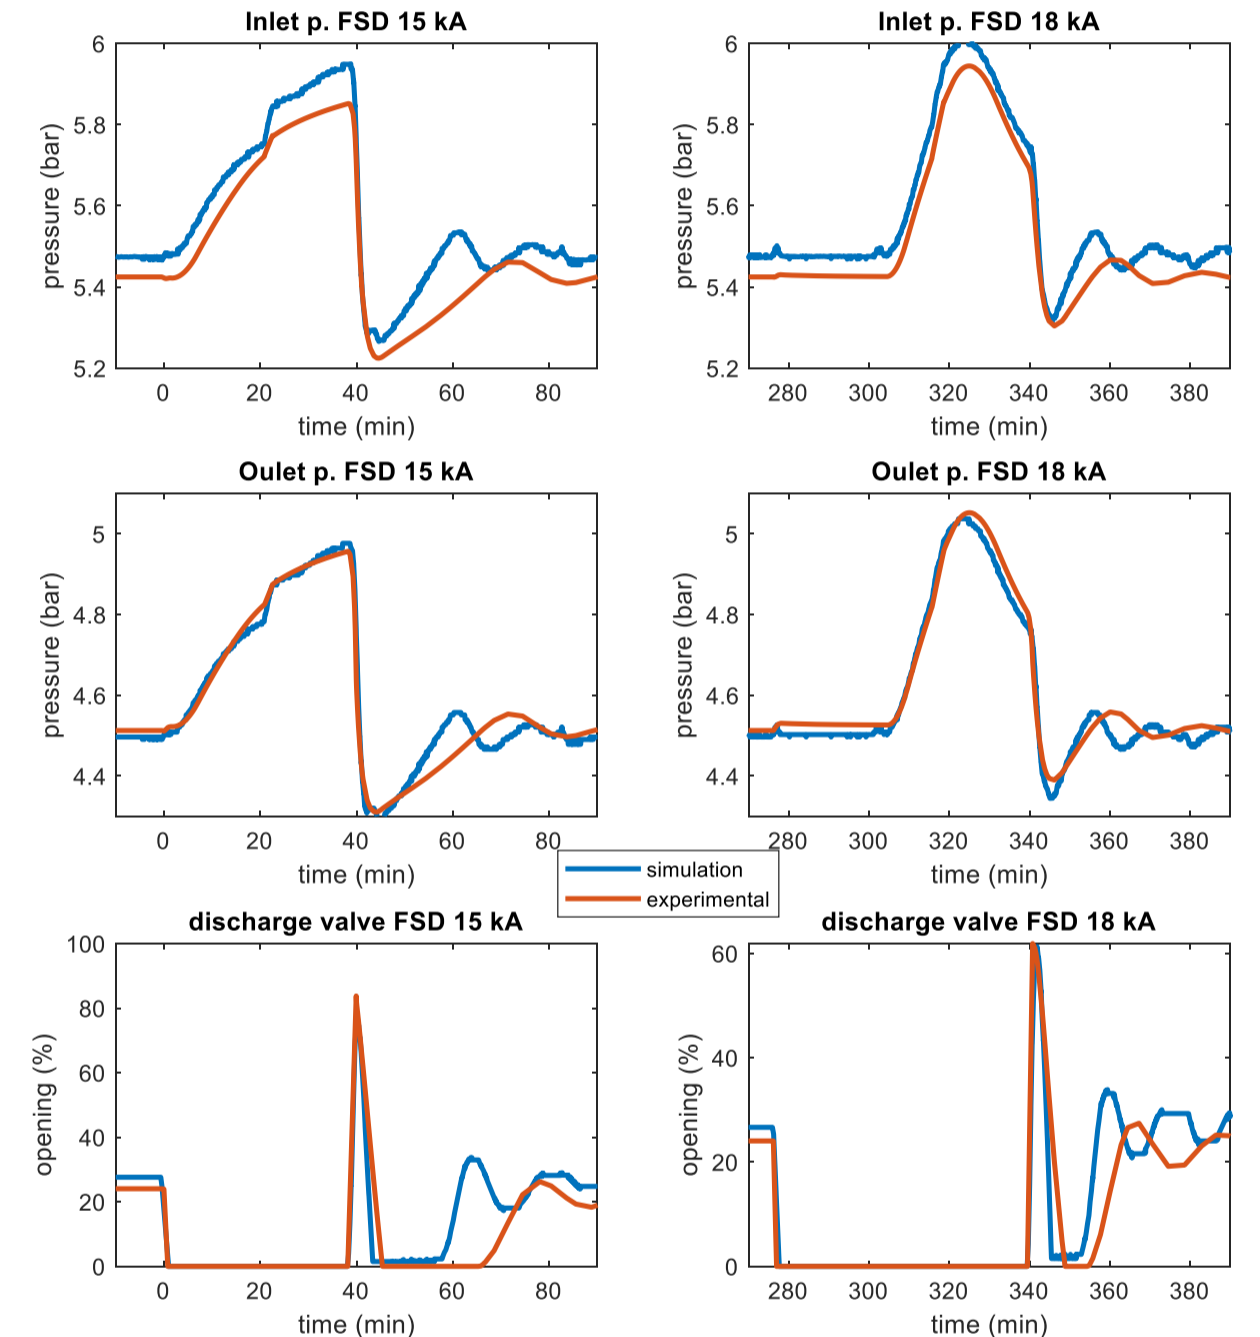 Inlet p. FSD 15 kA
6
5.8
5.6
5.4
5.2
pressure (bar)
0 20 40 60 80
time (min)
Inlet p. FSD 18 kA
6
5.8
5.6
5.4
5.2
pressure (bar)
280 300 320 340 360 380
time (min)
Oulet p. FSD 15 kA
5
4.8
4.6
4.4
pressure (bar)
0 20 40 60 80
time (min)
Oulet p. FSD 18 kA
5
4.8
4.6
4.4
pressure (bar)
280 300 320 340 360 380
time (min)
simulation
experimental
discharge valve FSD 15 kA
100
80
60
40
20
0
opening (%)
0 20 40 60 80
time (min)
discharge valve FSD 18 kA
60
40
20
0
opening (%)
280 300 320 340 360 380
time (min)